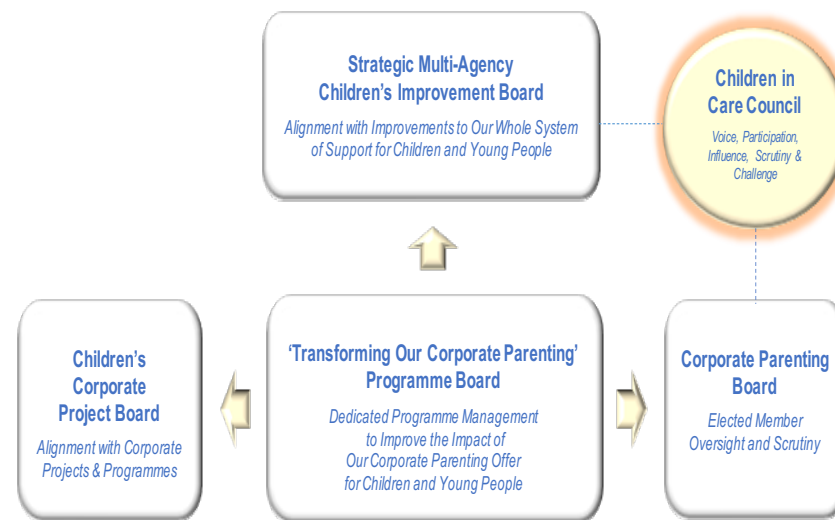 Strategic Multi-Agency
Children’s Improvement Board
Alignment with Improvements to Our Whole System
of Support for Children and Young People
Children in
Care Council
Voice, Participation,
Influence, Scrutiny &
Challenge
Children’s
Corporate
Project Board
Alignment with Corporate
Projects & Programmes
‘Transforming Our Corporate Parenting’
Programme Board
Dedicated Programme Management
to Improve the Impact of
Our Corporate Parenting Offer
for Children and Young People
Corporate Parenting
Board
Elected Member
Oversight and Scrutiny